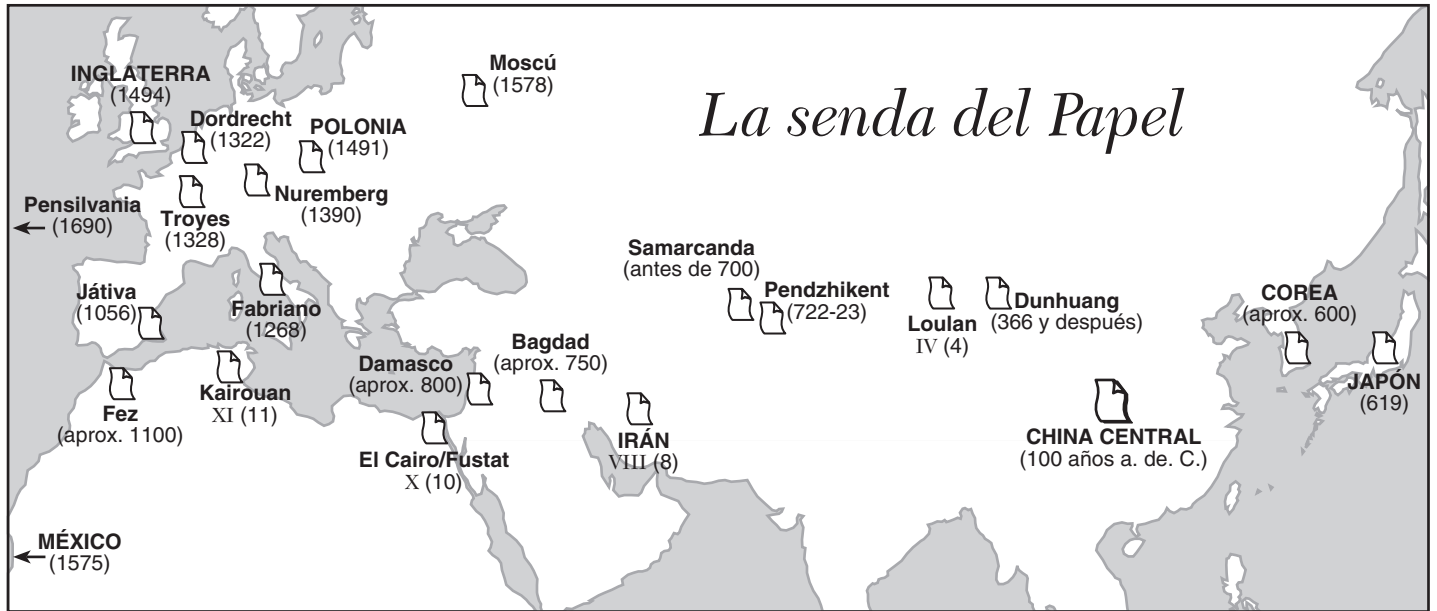 La senda del Papel
INGLATERRA
(1494)
Dordrecht
(1322)
POLONIA
(1491)
Moscú
(1578)
Pensilvania
(1690)
Troyes
(1328)
Nuremberg
(1390)
Játiva
(1056)
Fabriano
(1268)
Fez
(aprox. 1100)
Kairouan
XI (11)
Damasco
(aprox. 800)
Bagdad
(aprox. 750)
El Cairo/Fustat
X (10)
IRÁN
VIII (8)
Samarcanda
(antes de 700)
Pendzhikent
(722-23)
Loulan
IV (4)
Dunhuang
(366 y después)
CHINA CENTRAL
(100 años a. de. C.)
COREA
(aprox. 600)
JAPÓN
(619)
MÉXICO
(1575)